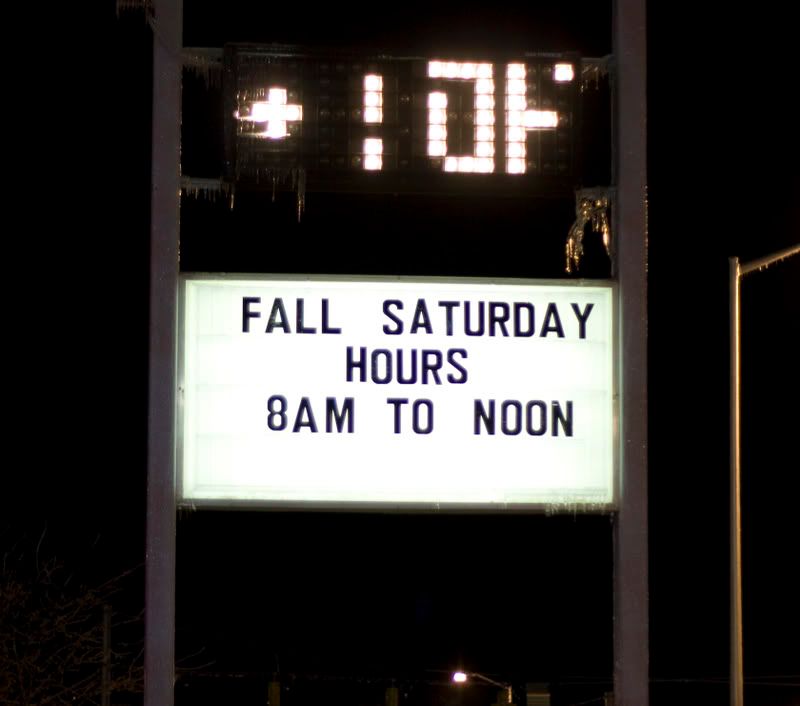 +10F°
FALL SATURDAY
HOURS
8AM TO NOON